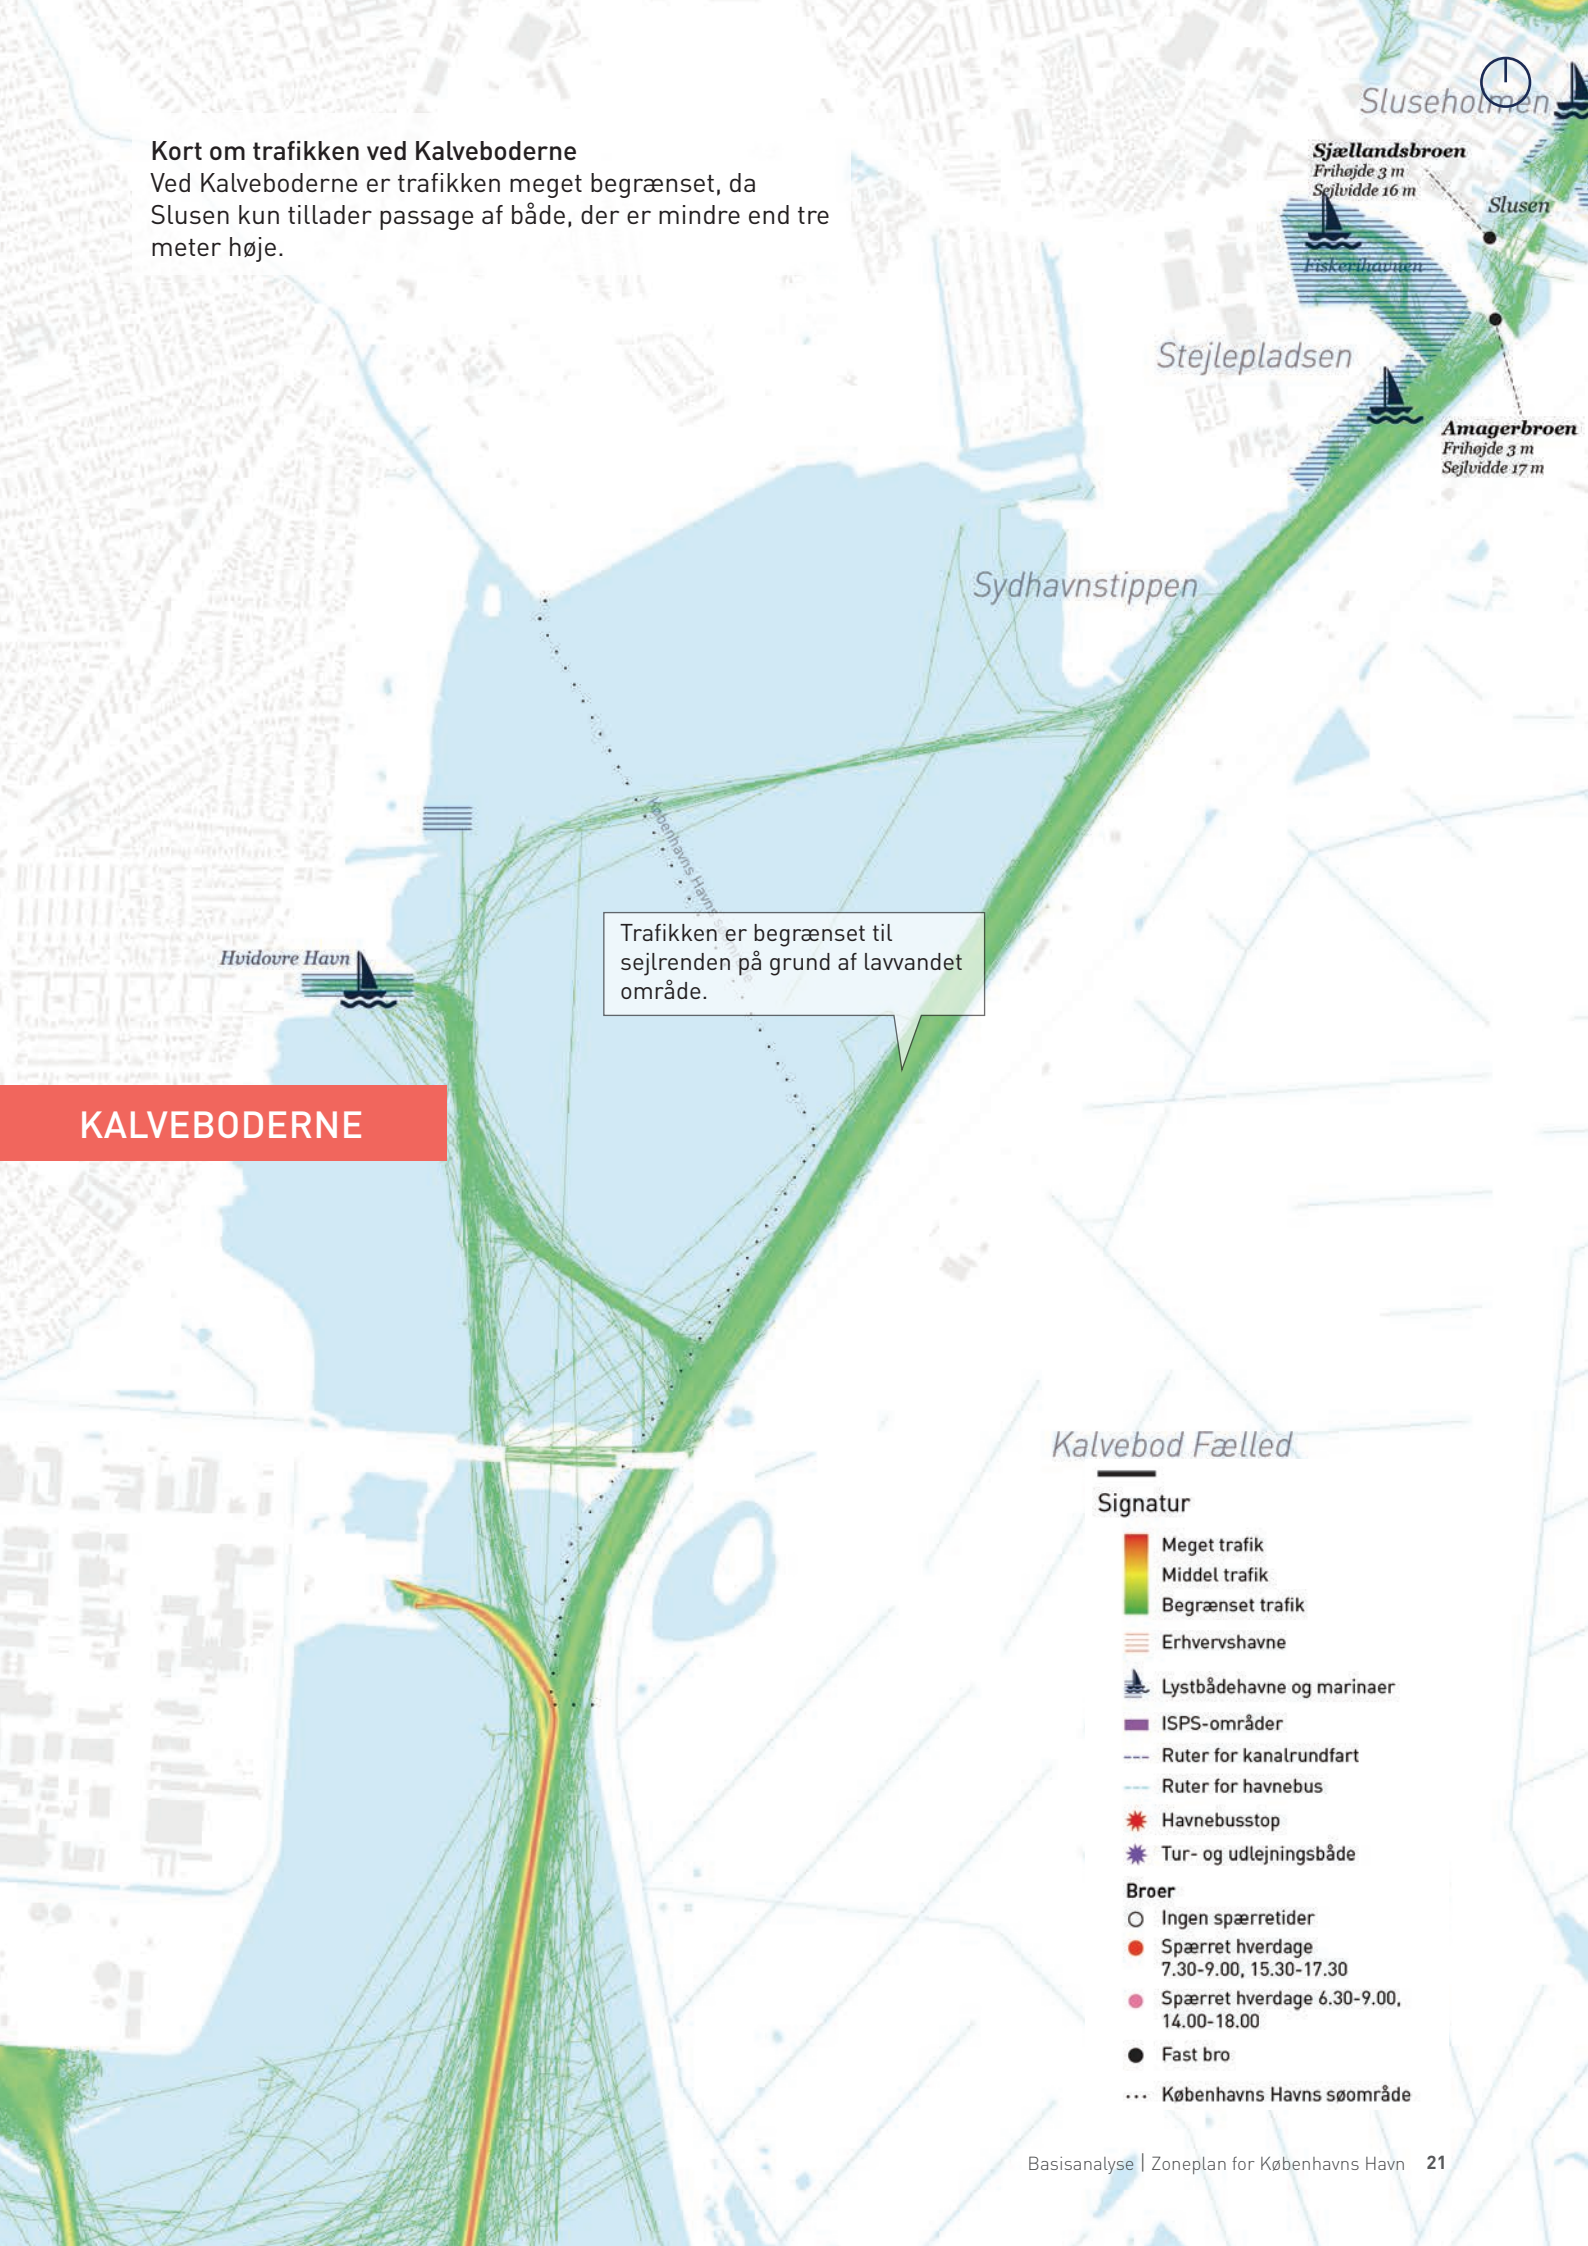 Slusehoimen
Kort om trafikken ved Kalveboderne
Ved Kalveboderne er trafikken meget begrænset, da
Slusen kun tillader passage af både, der er mindre end tre
meter høje.
Sjællandsbroen
Frihøjde 3 m
Sejlvidde 16 m
Slusen
Fiskerihavnen
Stejlepladsen
Amagerbroen
Frihøjde 3 m
Sejlvidde 17 m
Sydhavnstippen
Københavns Havns
Trafikken er begrænset til
sejlrenden på grund af lavvandet
område.
Hvidovre Havn
KALVEBODERNE
Kalvebod Fælled
Signatur
Meget trafik
Middel trafik
Begrænset trafik
Erhvervshavne
Lystbådehavne og marinaer
ISPS-områder
Ruter for kanalrundfart
Ruter for havnebus
Havnebusstop
Tur- og udlejningsbåde
Broer
Ingen spærretider
Spærret hverdage
7.30-9.00, 15.30-17.30
Spærret hverdage 6.30-9.00,
14.00-18.00
Fast bro
Københavns Havns søområde
Basisanalyse | Zoneplan for Københavns Havn 21